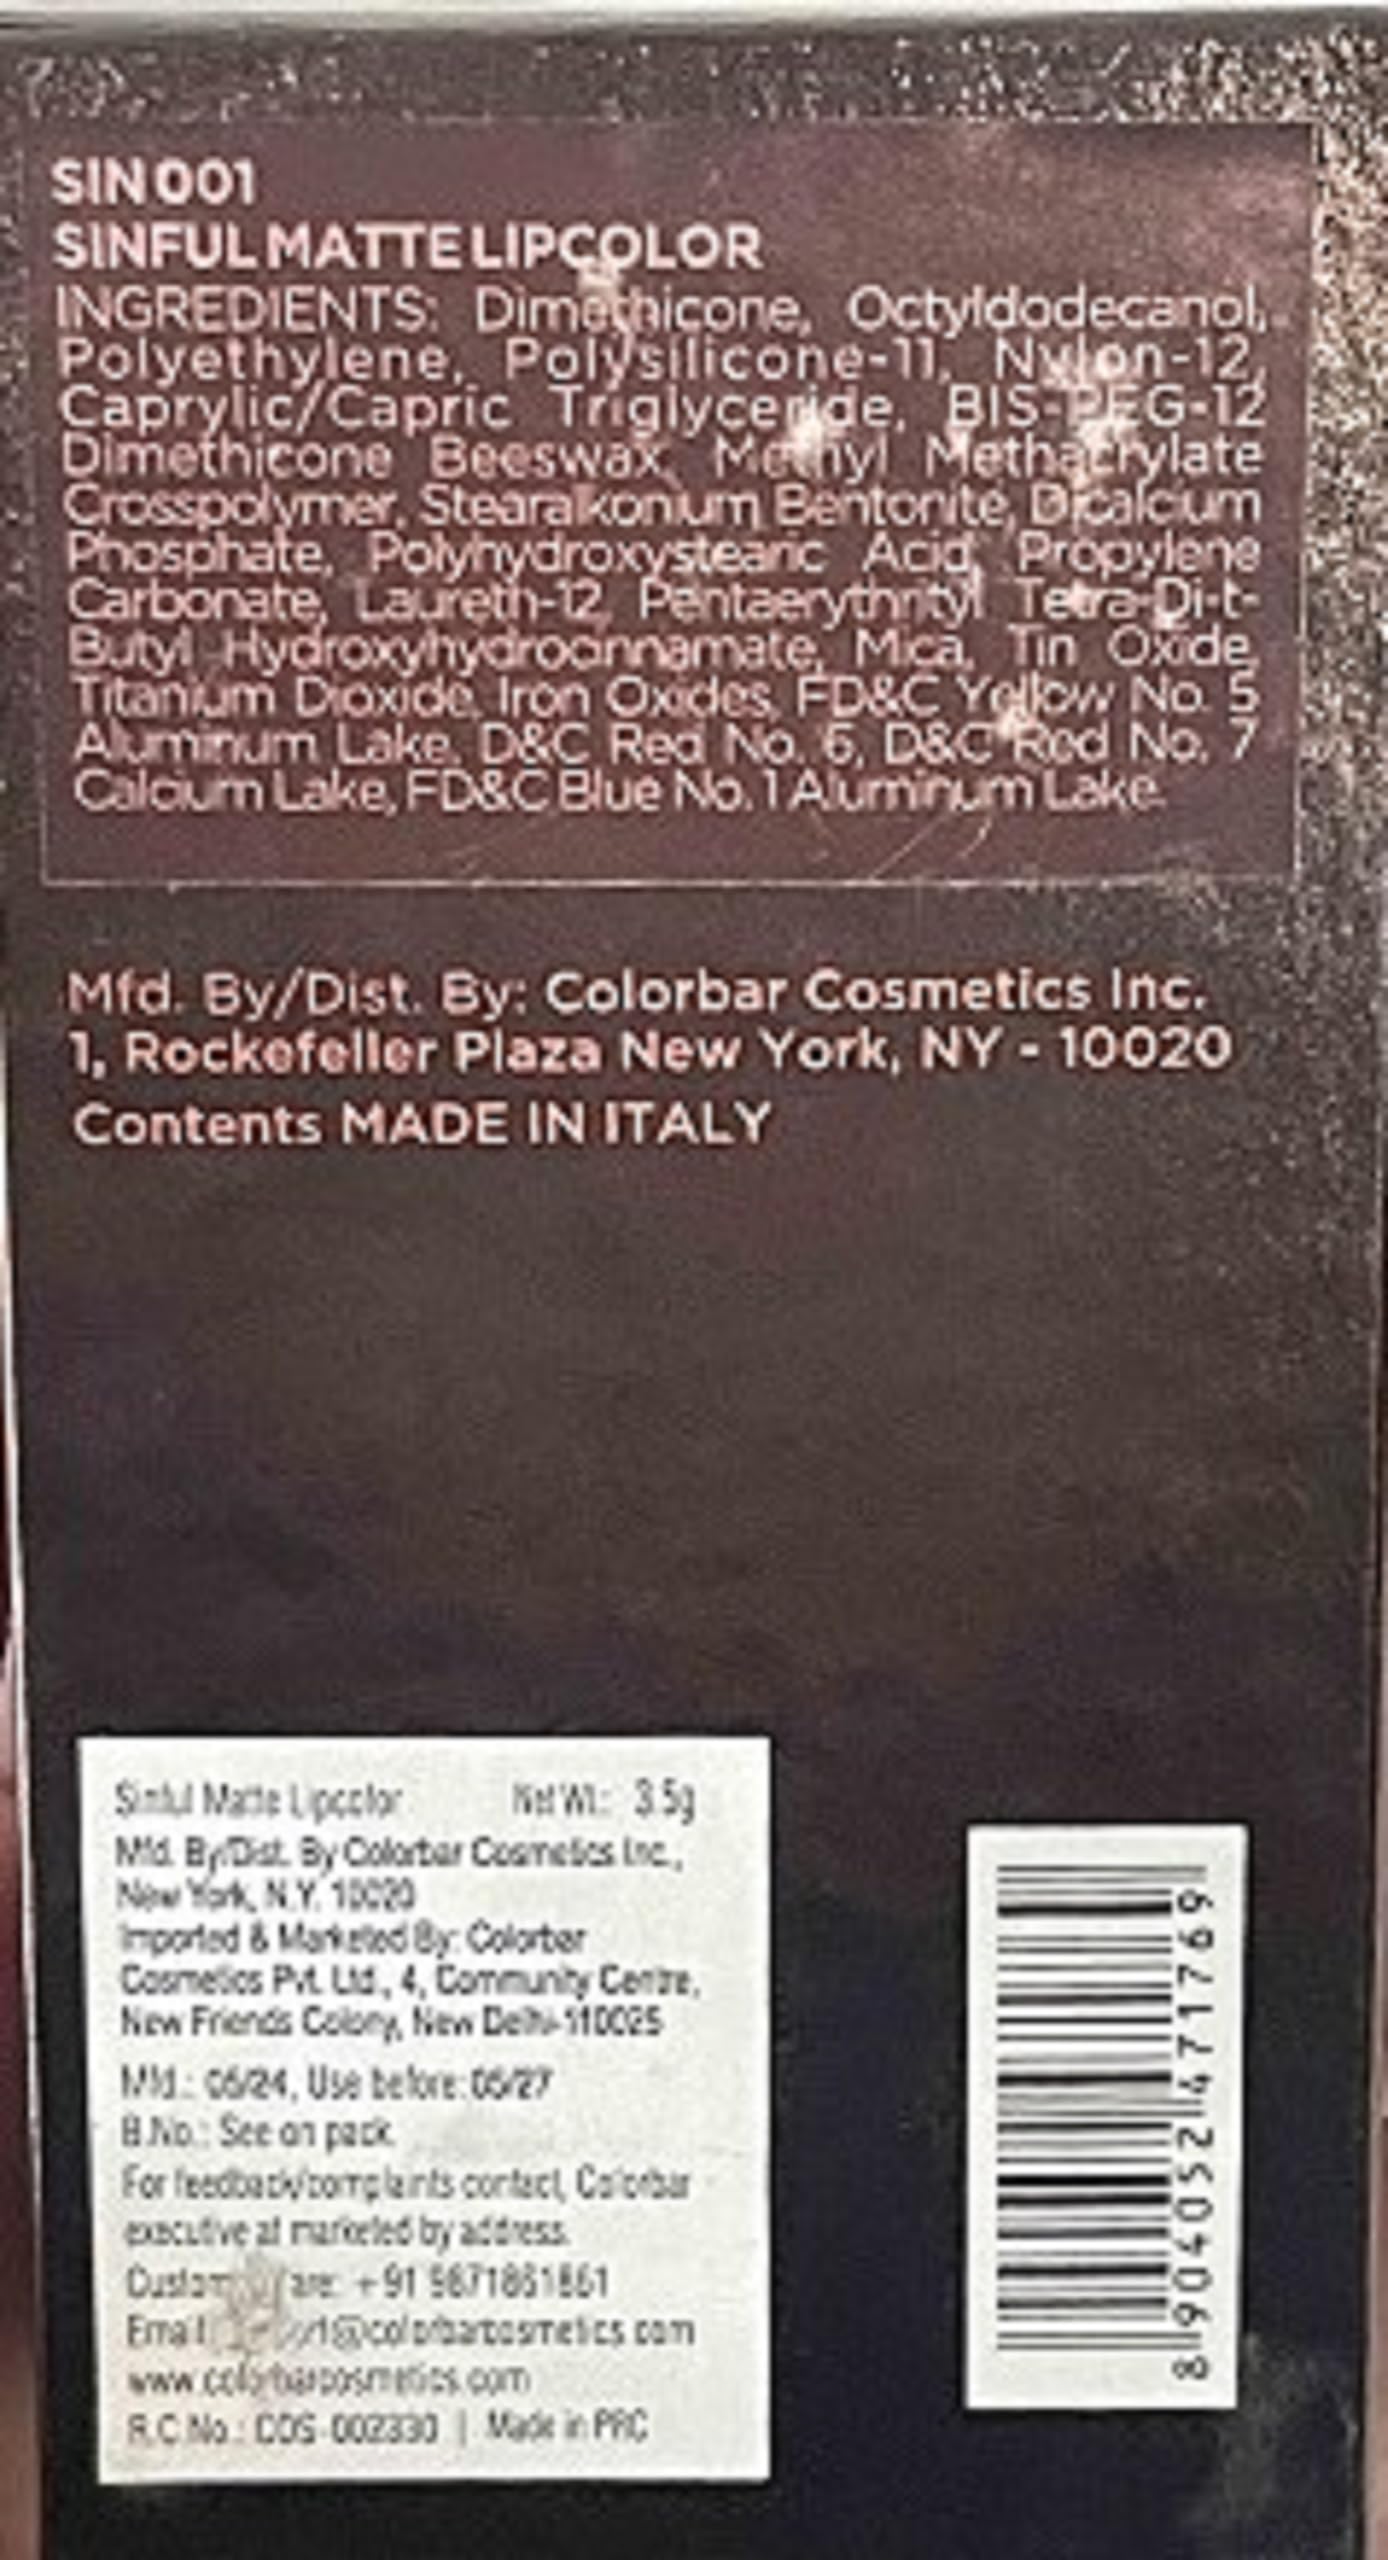 SIN001
SINFUL MATTE LIPCOLOR
INGREDIENTS: Dimethicone, Octyldodecanol,
Polyethylene, Polysilicone-11, Nylon-12,
Caprylic/Capric Triglyceride, BIS-PEG-12
Dimethicone Beeswax, Methyl Methacrylate
Crosspolymer, Stearalkonium Bentonite, Dicalcium
Phosphate, Polyhydroxystearic Acid, Propylene
Carbonate, Laureth-12, Pentaerythrityl Tetra-Di-t-
Butyl Hydroxyhydrocinnamate, Mica, Tin Oxide,
Titanium Dioxide, Iron Oxides, FD&C Yellow No. 5
Aluminum Lake, D&C Red No. 6, D&C Red No. 7
Calcium Lake, FD&C Blue No. 1 Aluminum Lake.
Mfd. By/Dist. By: Colorbar Cosmetics Inc.
1, Rockefeller Plaza New York, NY - 10020
Contents MADE IN ITALY
Sinful Matte Lipcolor Net Wt.: 3.5g
Mfd. By/Dist. By Colorbar Cosmetics Inc.,
New York, N.Y. 10020
Imported & Marketed By: Colorbar
Cosmetics Pvt. Ltd., 4, Community Centre,
New Friends Colony, New Delhi-110025
Mfd.: 05/24, Use before: 05/27
B.No.: See on pack.
For feedback/complaints contact, Colorbar
executive at marketed by address.
+91 9871861861
Email
www.colorbarcosmetics.com
R.C.No.: COS-002330 | Made in PRC
8904052471769